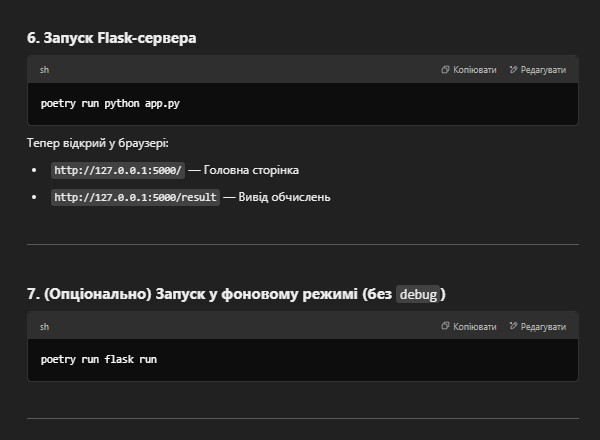 6. Запуск Flask-сервера
sh
Копіювати
Редагувати
poetry run python app.py
Тепер відкрий у браузері:
• http://127.0.0.1:5000/ — Головна сторінка
• http://127.0.0.1:5000/result — Вивід обчислень
7. (Опціонально) Запуск у фоновому режимі (без debug)
sh
Копіювати
Редагувати
poetry run flask run